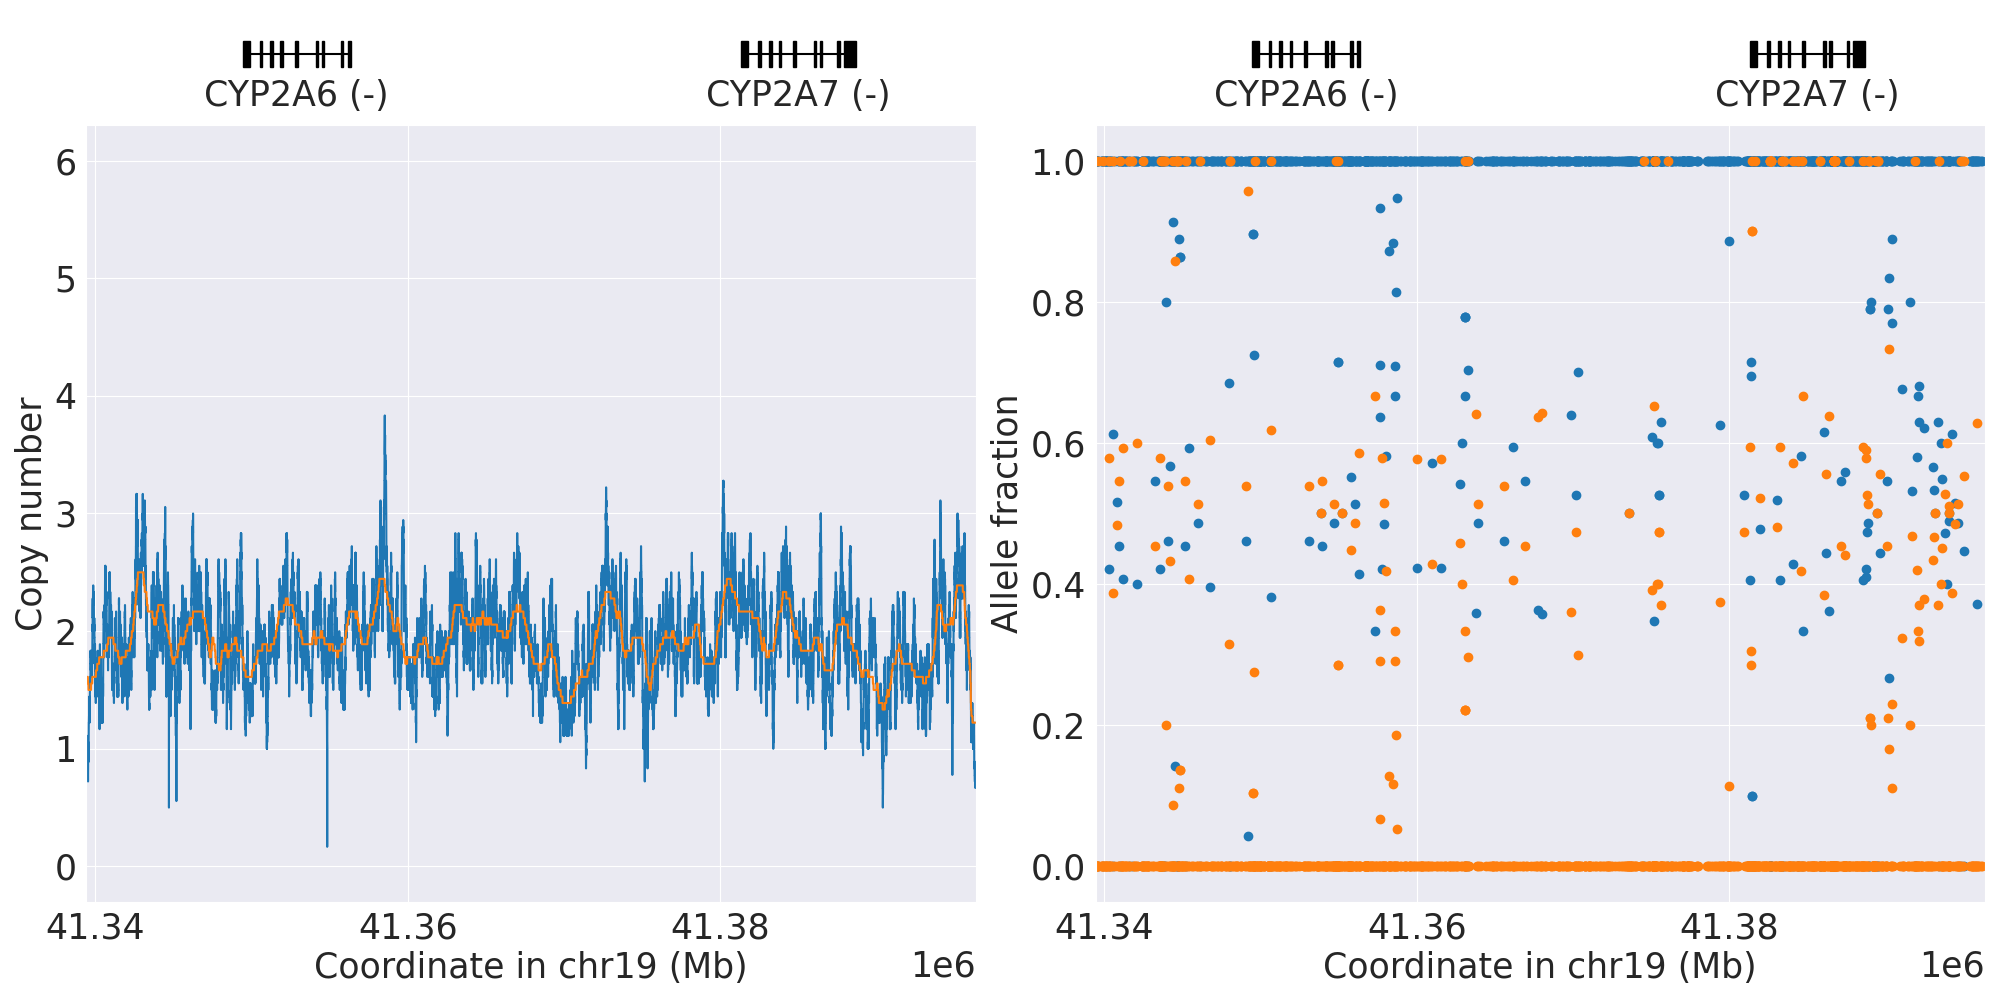 CYP2A6 (-)
CYP2A7 (-)
CYP2A6 (-)
CYP2A7 (-)
6
5
4
3
2
1
0
Copy number
41.34
41.36
41.38
Coordinate in chr19 (Mb)
1e6
1.0
0.8
0.6
0.4
0.2
0.0
Allele fraction
41.34
41.36
41.38
Coordinate in chr19 (Mb)
1e6